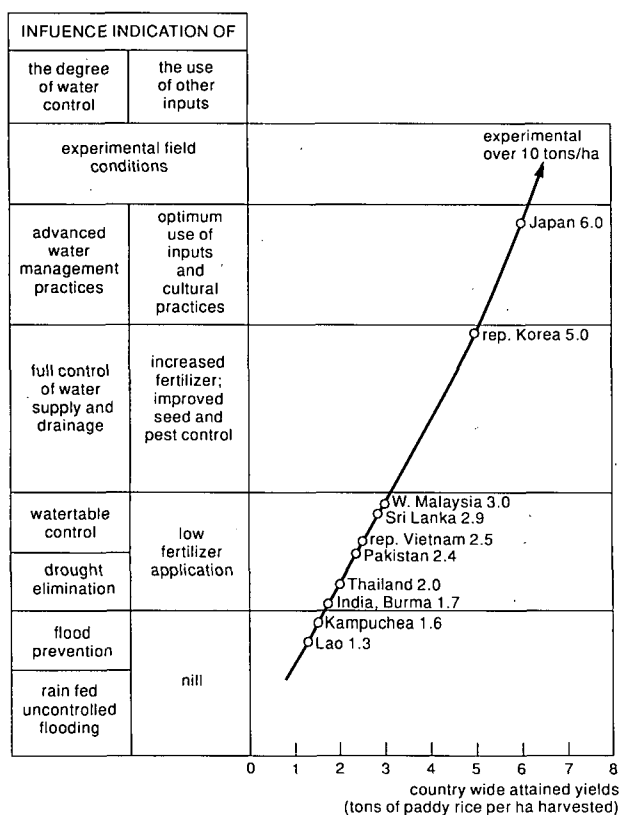 INFUENCE INDICATION OF
the degree
of water
control
the use
of other
inputs
experimental field
conditions
experimental
over 10 tons/ha
advanced
water
management
practices
optimum
use of
inputs
and
cultural
practices
Japan 6.0
rep. Korea 5.0
full control
of water
supply and
drainage
increased
fertilizer;
improved
seed and
pest control
W. Malaysia 3.0
Sri Lanka 2.9
watertable
control
low
fertilizer
application
rep. Vietnam 2.5
Pakistan 2.4
drought
elimination
Thailand 2.0
India, Burma 1.7
flood
prevention
Kampuchea 1.6
Lao 1.3
nill
rain fed
uncontrolled
flooding
0 1 2 3 4 5 6 7 8
country wide attained yields
(tons of paddy rice per ha harvested)